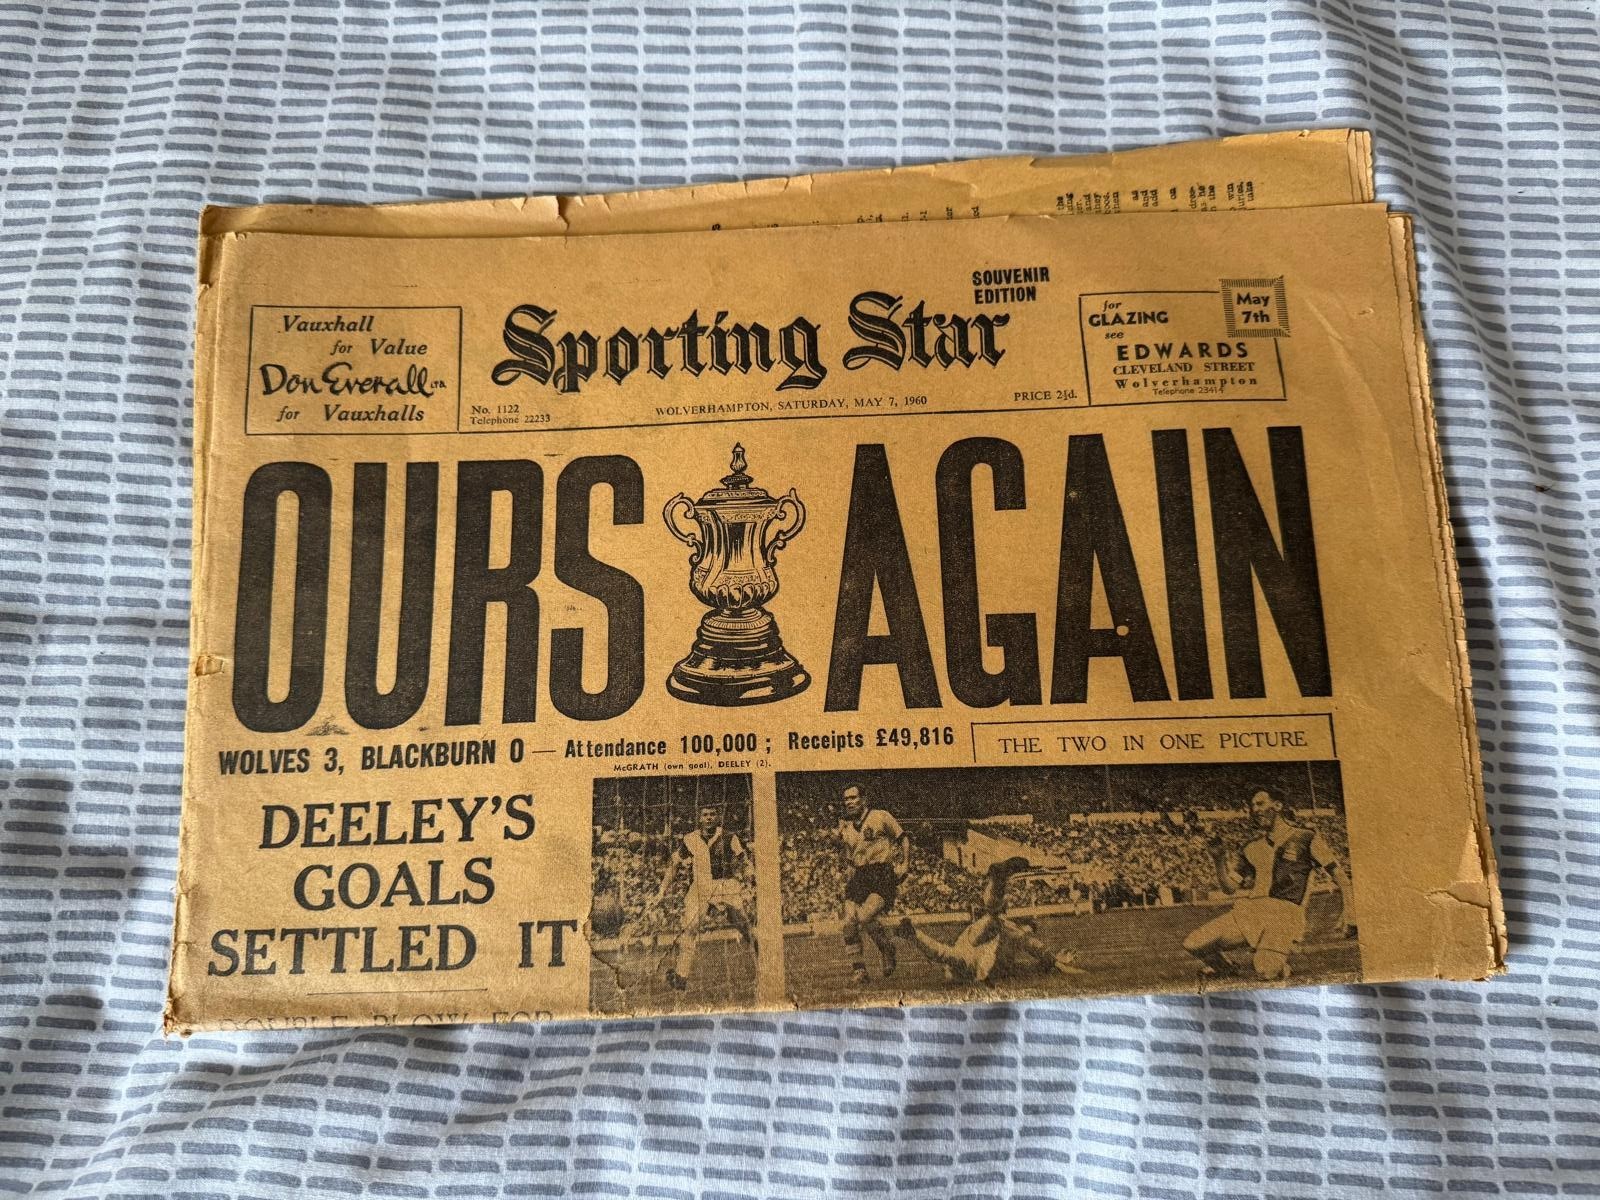 SOUVENIR
EDITION
Vauxhall
for Value
Don Everall LTD.
for Vauxhalls
Sporting Star
for
GLAZING
see
EDWARDS
CLEVELAND STREET
Wolverhampton
Telephone 23414
May
7th
No. 1122
Telephone 22233
WOLVERHAMPTON, SATURDAY, MAY 7, 1960
PRICE 2½d.
OURS AGAIN
WOLVES 3, BLACKBURN 0 — Attendance 100,000 ; Receipts £49,816
McGRATH (own goal), DEELEY (2).
THE TWO IN ONE PICTURE
DEELEY'S
GOALS
SETTLED IT
DOUBLE BLOW FOR